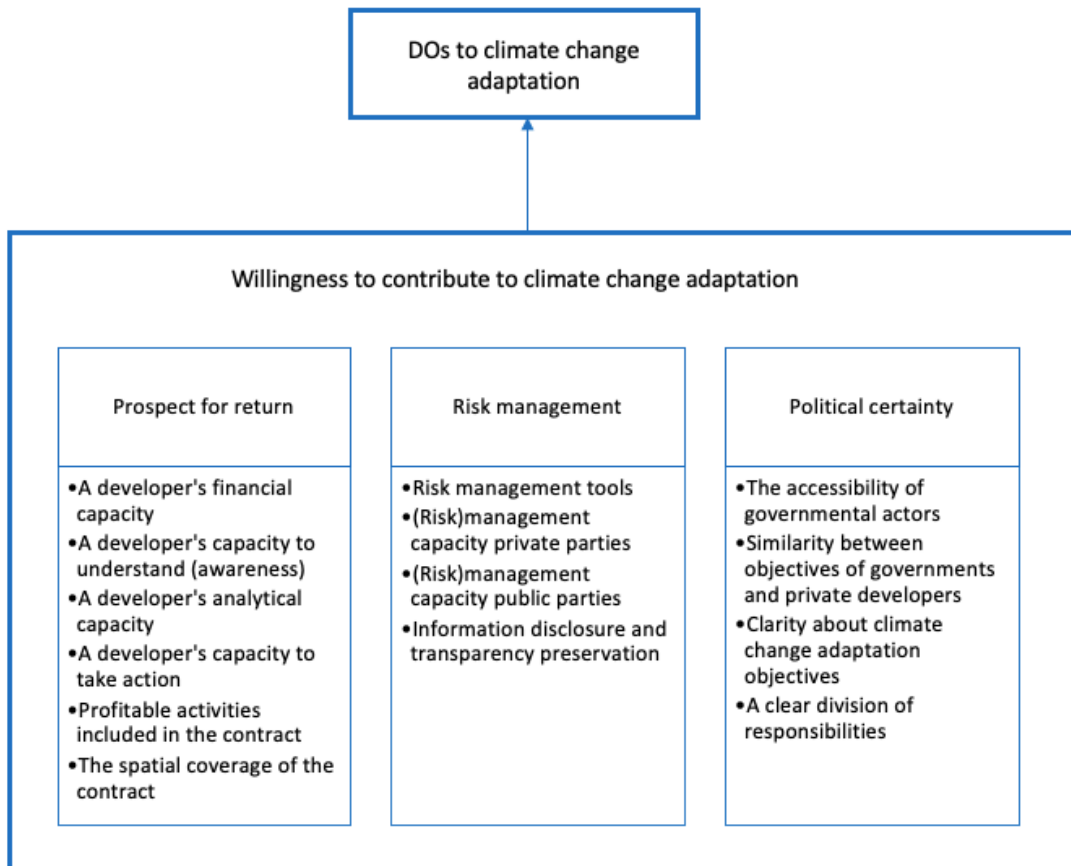 DOs to climate change
adaptation
Willingness to contribute to climate change adaptation
Prospect for return
•A developer's financial
capacity
•A developer's capacity to
understand (awareness)
•A developer's analytical
capacity
•A developer's capacity to
take action
•Profitable activities
included in the contract
•The spatial coverage of the
contract
Risk management
•Risk management tools
•(Risk)management
capacity private parties
•(Risk)management
capacity public parties
•Information disclosure and
transparency preservation
Political certainty
•The accessibility of
governmental actors
•Similarity between
objectives of governments
and private developers
•Clarity about climate
change adaptation
objectives
•A clear division of
responsibilities